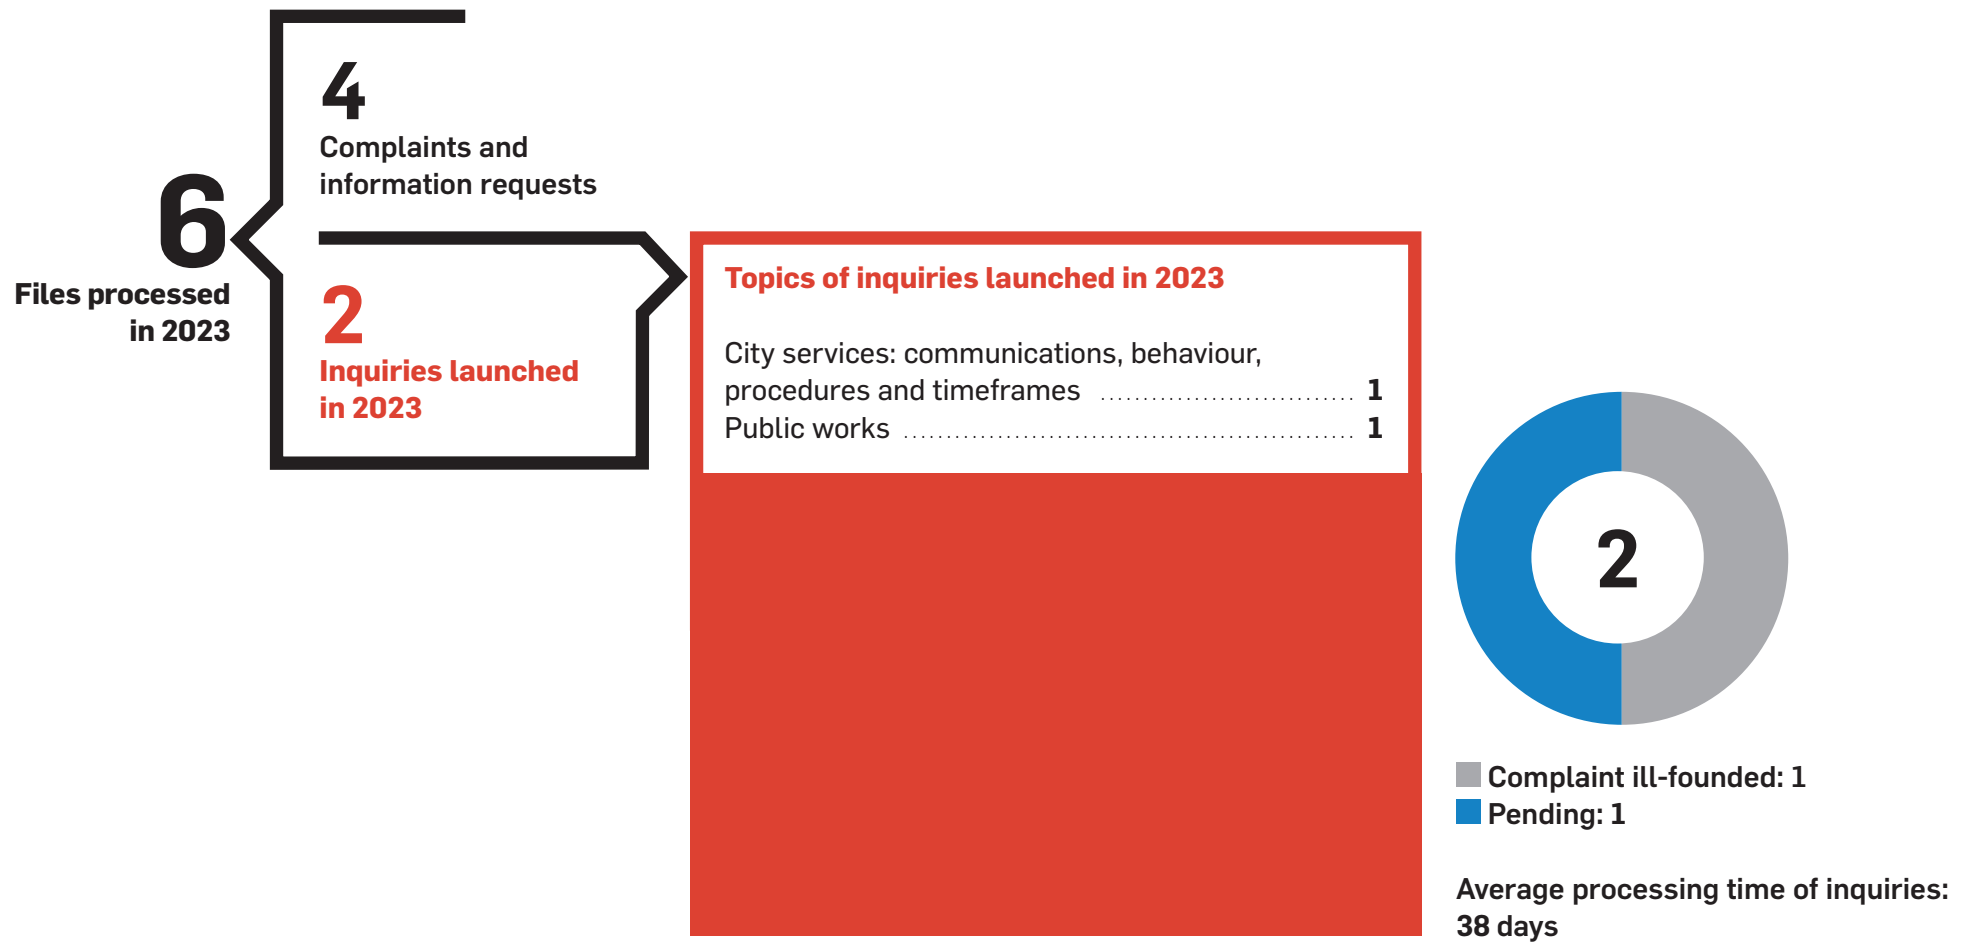 6
Files processed
in 2023
4
Complaints and
information requests
2
Inquiries launched
in 2023
Topics of inquiries launched in 2023
City services: communications, behaviour,
procedures and timeframes .............................. 1
Public works ..................................................... 1
2
Complaint ill-founded: 1
Pending: 1
Average processing time of inquiries:
38 days